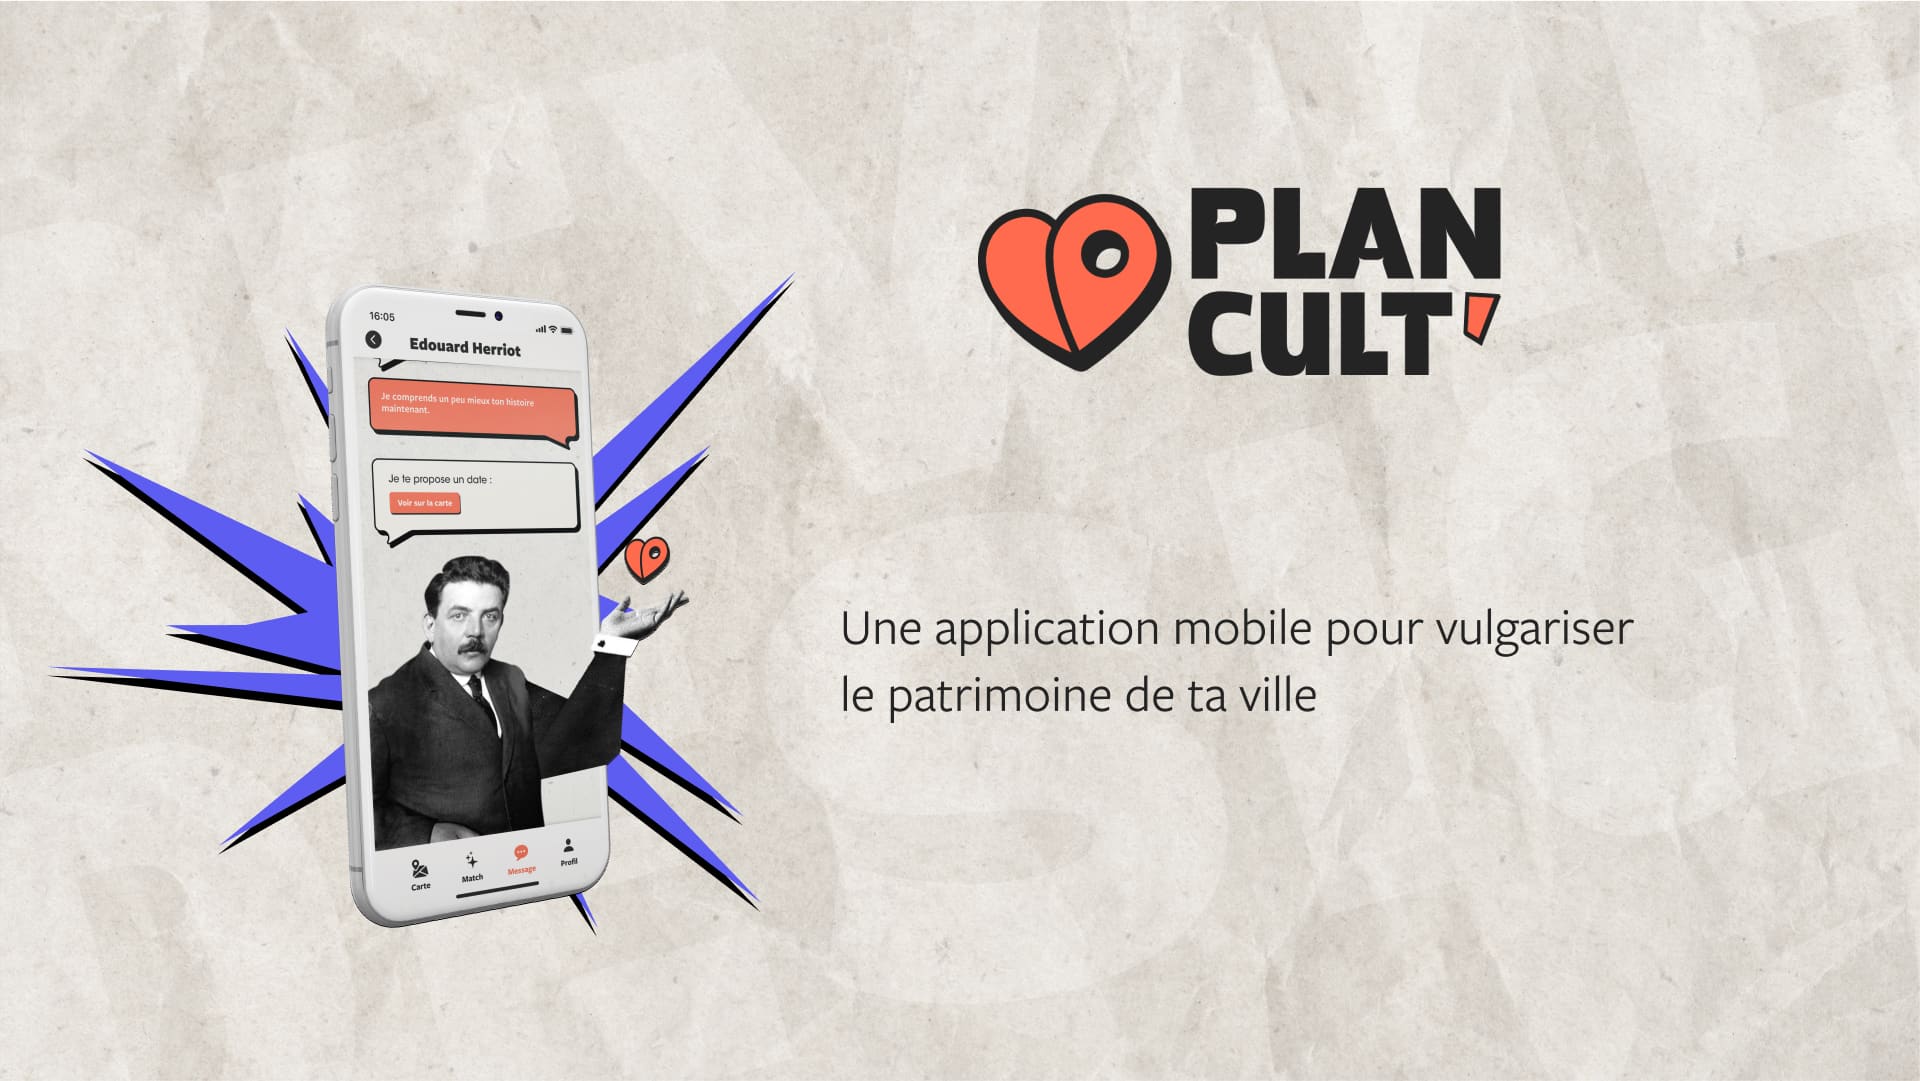 PLAN
CULT'
16:05
Edouard Herriot
Je comprends un peu mieux ton histoire
maintenant.
Je te propose un date :
Voir sur la carte
Une application mobile pour vulgariser
le patrimoine de ta ville
Carte
Match
Message
Profil